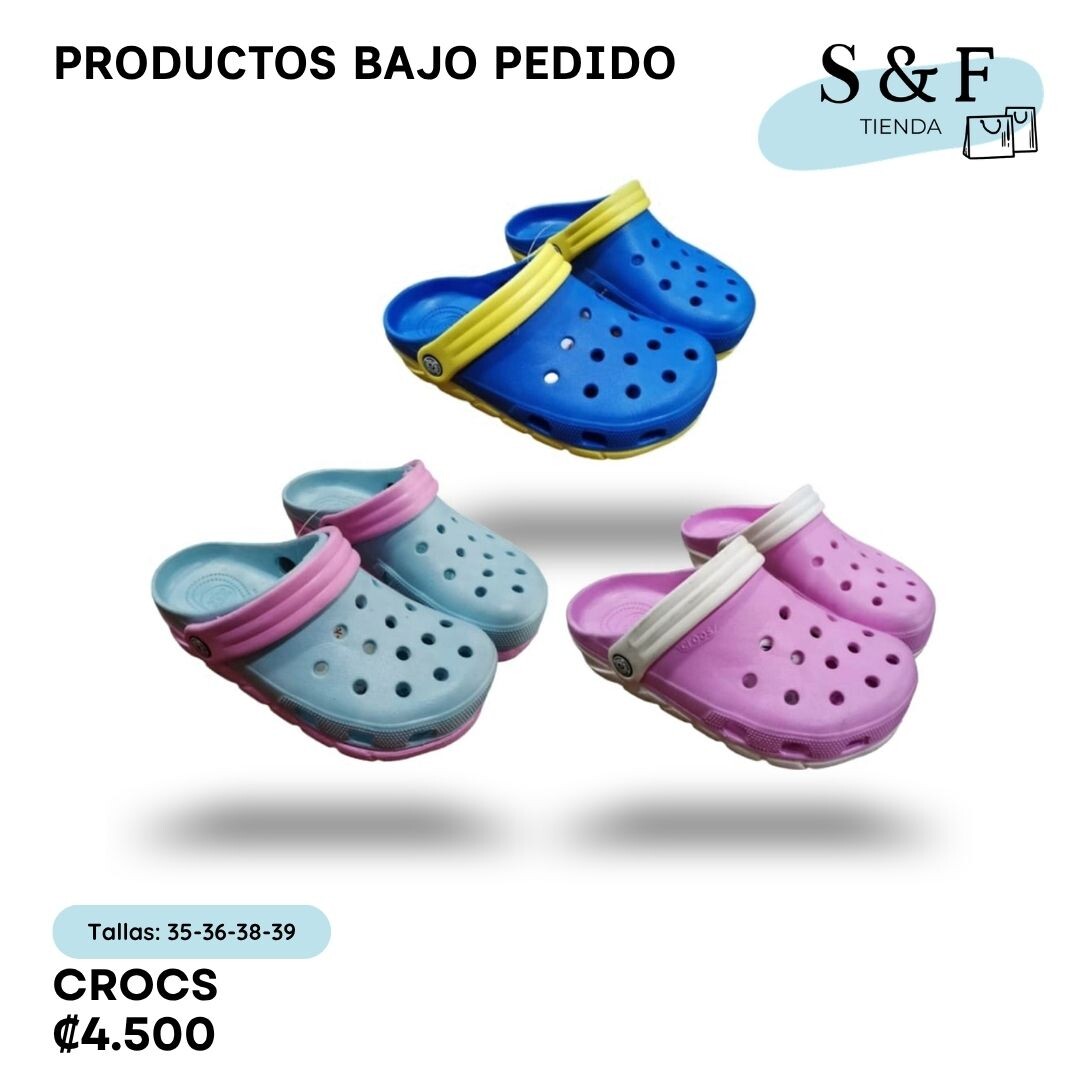 PRODUCTOS BAJO PEDIDO
S & F
TIENDA
Tallas: 35-36-38-39
CROCS
₡4.500